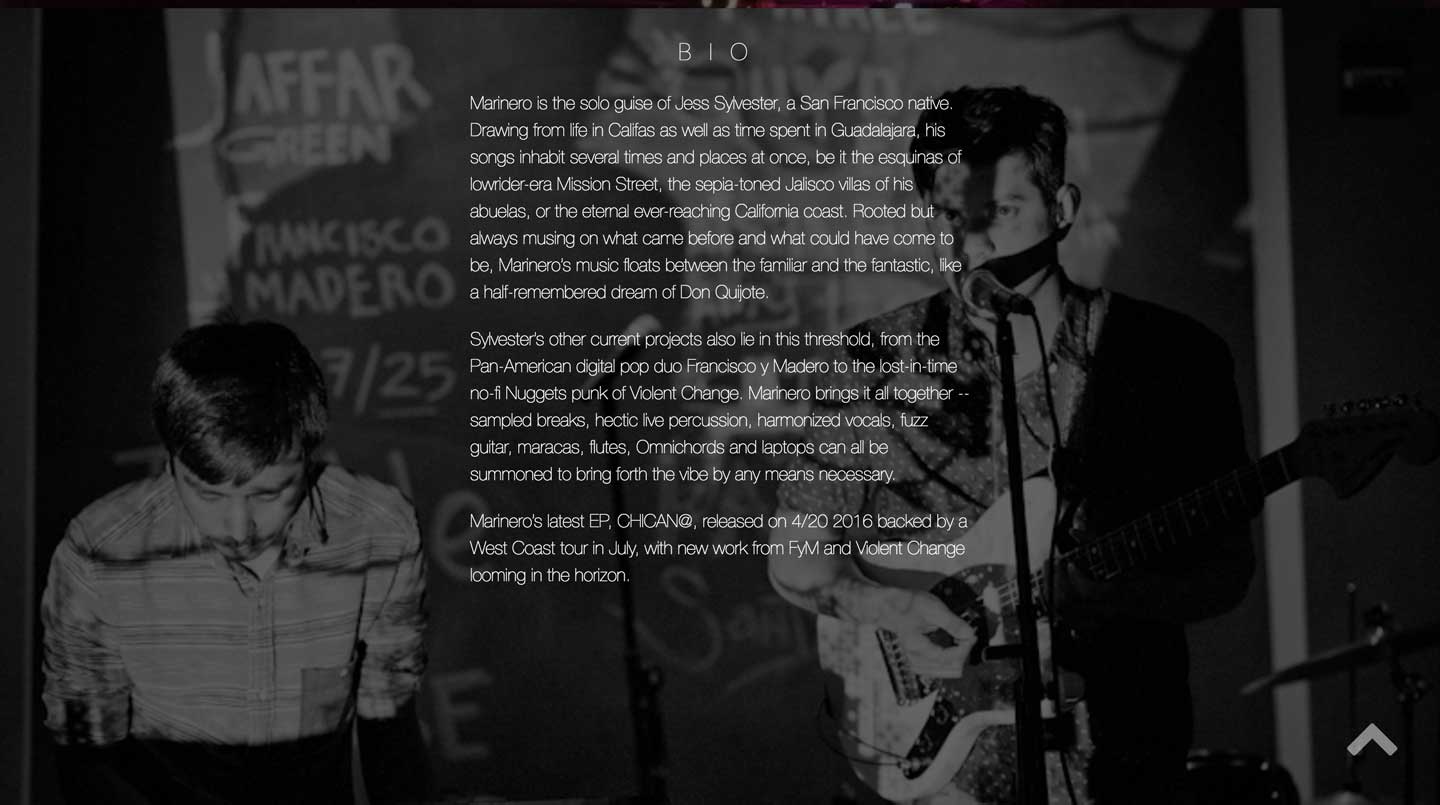 BIO
Marinero is the solo guise of Jess Sylvester, a San Francisco native.
Drawing from life in Califas as well as time spent in Guadalajara, his
songs inhabit several times and places at once, be it the esquinas of
lowrider-era Mission Street, the sepia-toned Jalisco villas of his
abuelas, or the eternal ever-reaching California coast. Rooted but
always musing on what came before and what could have come to
be, Marinero's music floats between the familiar and the fantastic, like
a half-remembered dream of Don Quijote.
Sylvester's other current projects also lie in this threshold, from the
Pan-American digital pop duo Francisco y Madero to the lost-in-time
no-fi Nuggets punk of Violent Change. Marinero brings it all together --
sampled breaks, hectic live percussion, harmonized vocals, fuzz
guitar, maracas, flutes, Omnichords and laptops can all be
summoned to bring forth the vibe by any means necessary.
Marinero's latest EP, CHICAN@, released on 4/20 2016 backed by a
West Coast tour in July, with new work from FyM and Violent Change
looming in the horizon.
JAFFAR
GREEN
FRANCISCO
MADERO
7/25